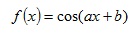 f(x) = cos(ax + b)